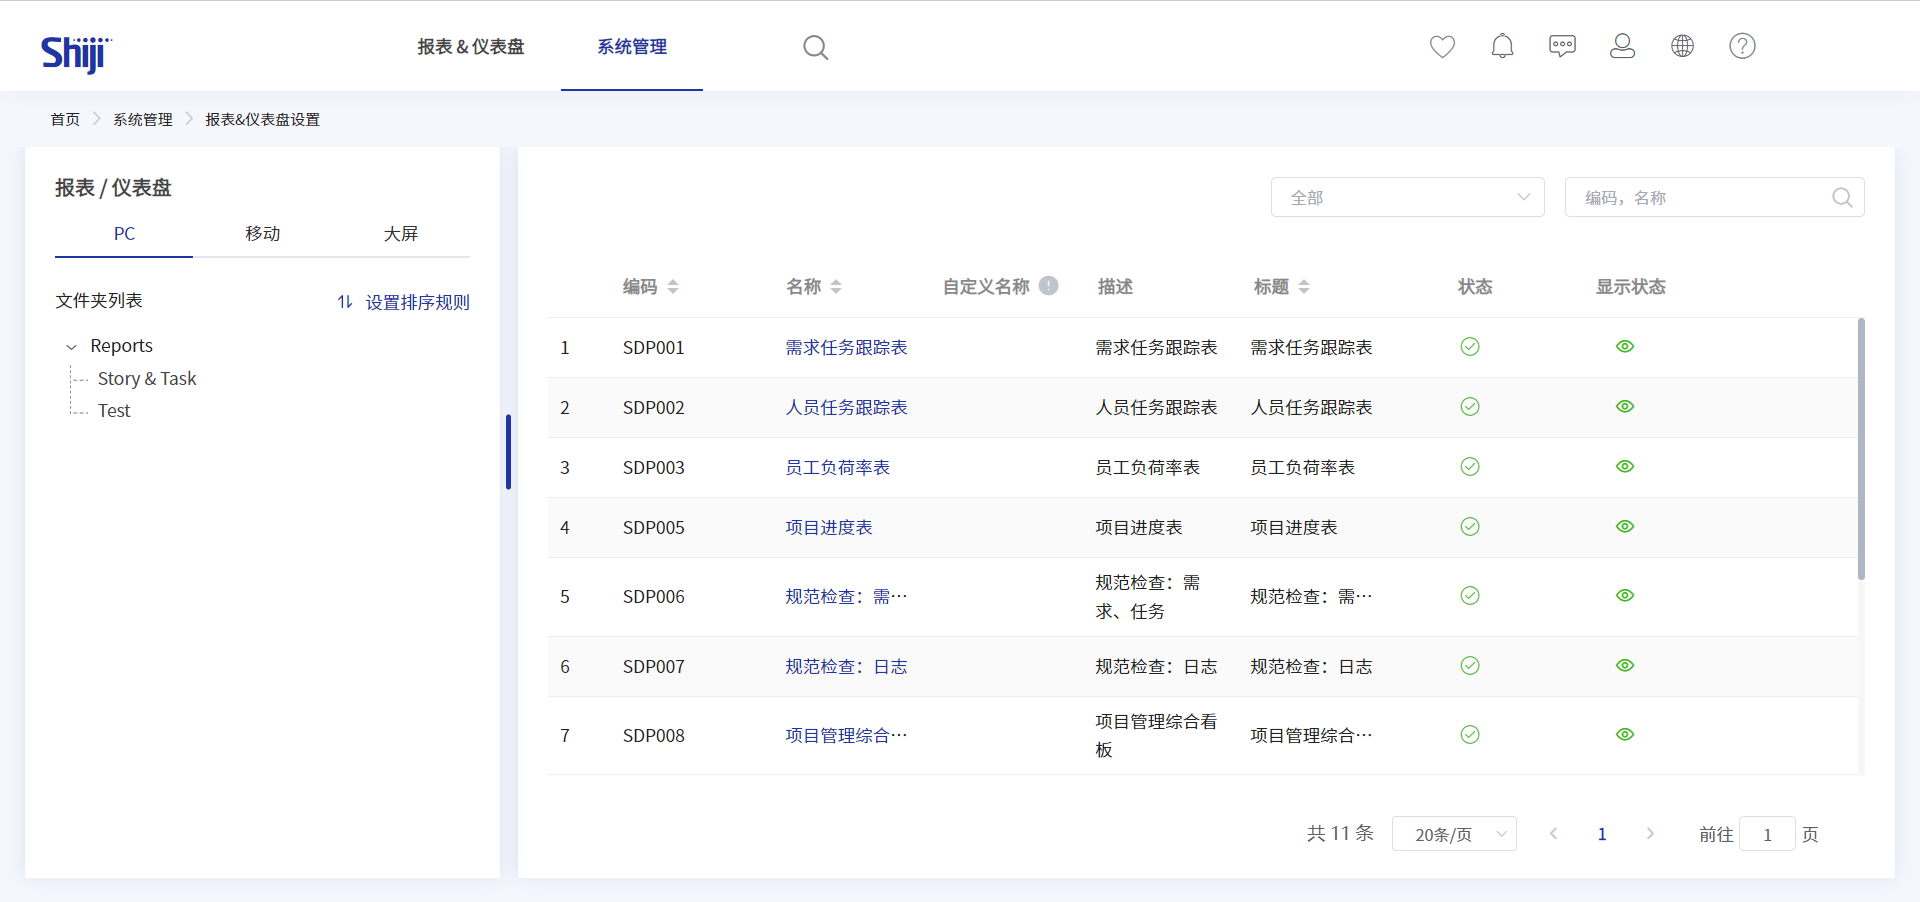 Shiji
报表 & 仪表盘
系统管理
首页
系统管理
报表&仪表盘设置
报表 / 仪表盘
PC
移动
大屏
文件夹列表
设置排序规则
Reports
Story & Task
Test
全部
编码，名称
编码 名称 自定义名称 描述 标题 状态 显示状态
1 SDP001 需求任务跟踪表 需求任务跟踪表 需求任务跟踪表
2 SDP002 人员任务跟踪表 人员任务跟踪表 人员任务跟踪表
3 SDP003 员工负荷率表 员工负荷率表 员工负荷率表
4 SDP005 项目进度表 项目进度表 项目进度表
5 SDP006 规范检查：需… 规范检查：需 规范检查：需…
求、任务
6 SDP007 规范检查：日志 规范检查：日志 规范检查：日志
7 SDP008 项目管理综合… 项目管理综合看 项目管理综合…
板
共 11 条 20条/页 1 前往 1 页